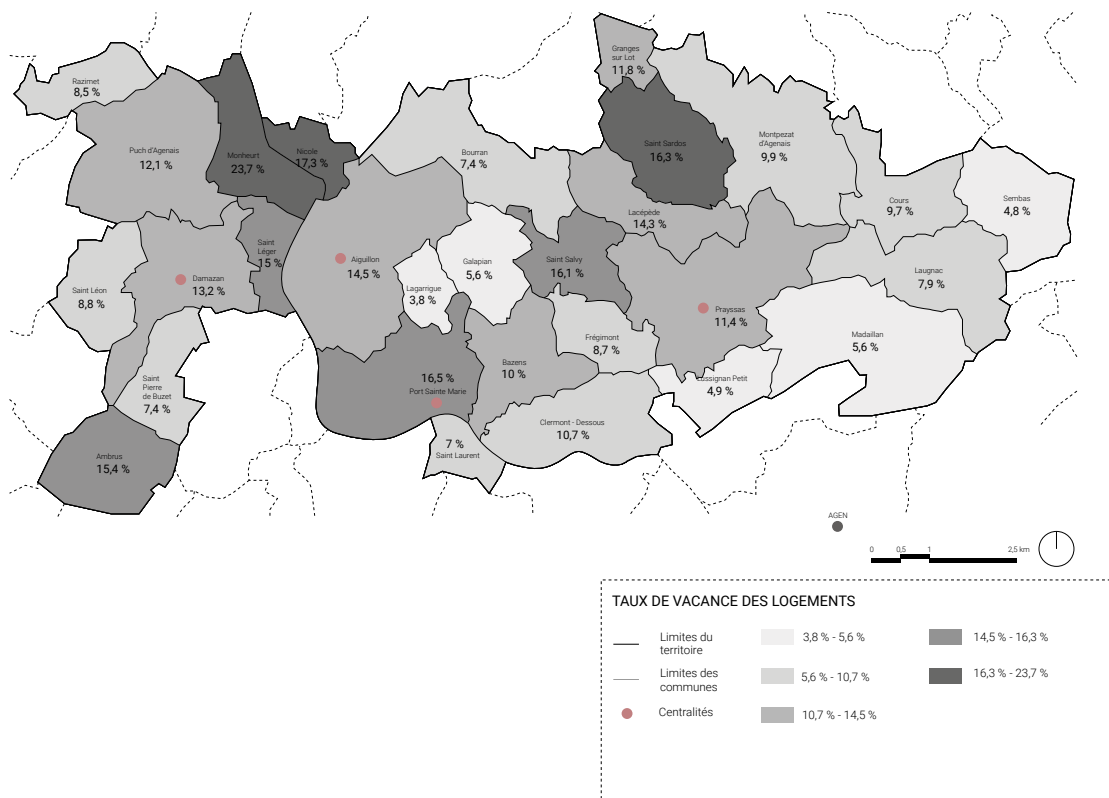 Granges
sur Lot
11,8 %
Razimet
8,5 %
Puch d'Agenais
12,1 %
Monheurt
23,7 %
Nicole
17,3 %
Bourran
7,4 %
Saint Sardos
16,3 %
Montpezat
d'Agenais
9,9 %
Cours
9,7 %
Sembas
4,8 %
Lacépède
14,3 %
Saint
Léger
15 %
Aiguillon
14,5 %
Galapian
5,6 %
Saint Salvy
16,1 %
Laugnac
7,9 %
Saint Léon
8,8 %
Damazan
13,2 %
Lagarrigue
3,8 %
Prayssas
11,4 %
Frégimont
8,7 %
Madaillan
5,6 %
Bazens
10 %
Saint
Pierre
de Buzet
7,4 %
16,5 %
Port Sainte Marie
Lussignan Petit
4,9 %
Clermont - Dessous
10,7 %
7 %
Saint Laurent
Ambrus
15,4 %
AGEN
0 0,5 1 2,5 km
TAUX DE VACANCE DES LOGEMENTS
Limites du
territoire
Limites des
communes
Centralités
3,8 % - 5,6 %
5,6 % - 10,7 %
10,7 % - 14,5 %
14,5 % - 16,3 %
16,3 % - 23,7 %